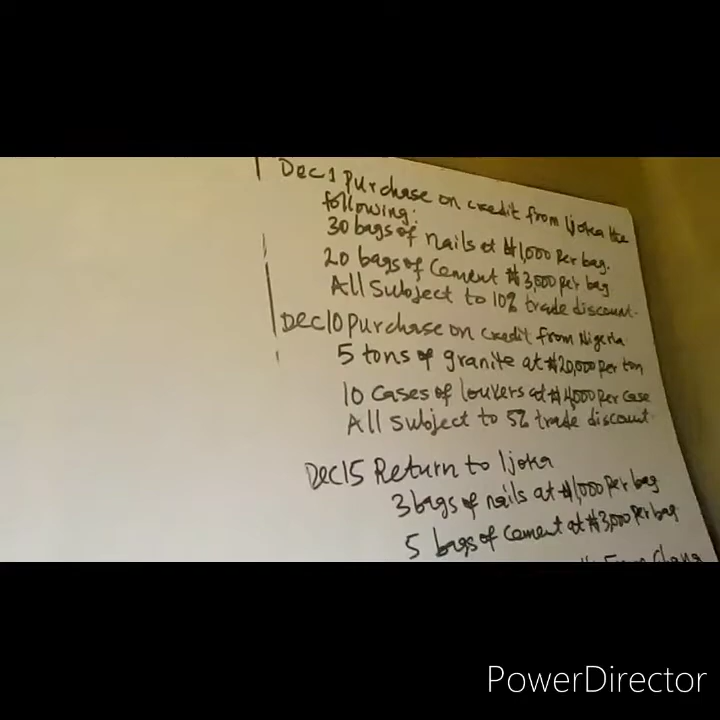 Dec 1 Purchase on credit from Ijoka the
following:
30 bags of nails at ₦1,000 per bag.
20 bags of Cement ₦3,000 per bag
All Subject to 10% trade discount.
Dec 10 purchase on credit from Nigeria
5 tons of granite at ₦20,000 per ton
10 Cases of louvers at ₦4,000 per case
All Subject to 5% trade discount
Dec 15 Return to Ijoka
3 bags of nails at ₦1,000 per bag
5 bags of cement at ₦3,000 per bag
from Ghana
PowerDirector